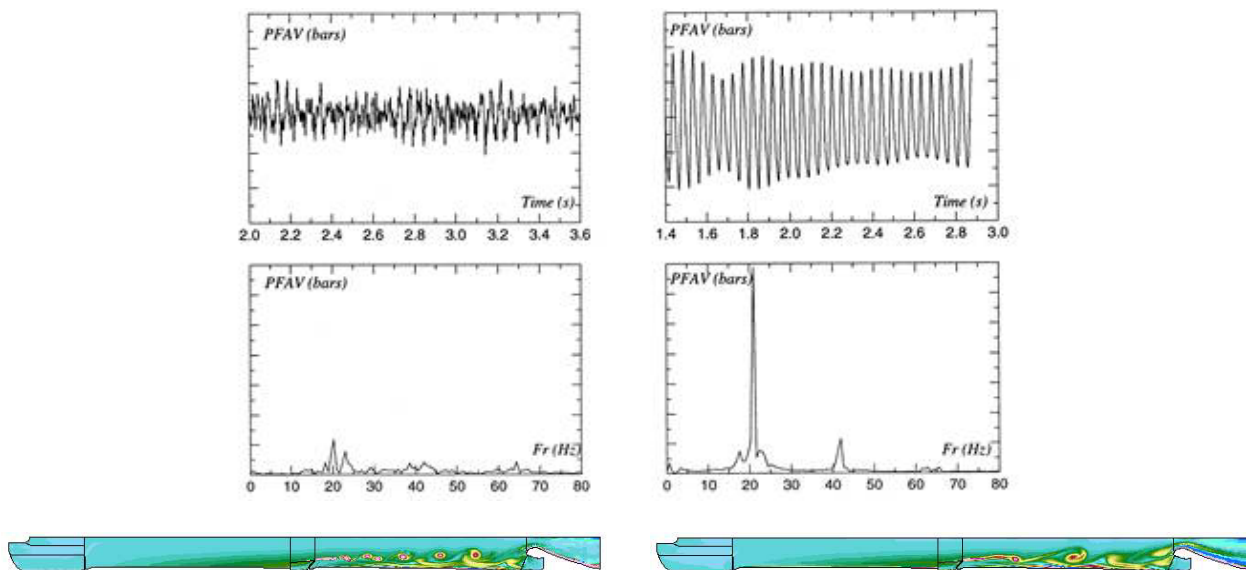 PFAV (bars)
Time (s)
2.0 2.2 2.4 2.6 2.8 3.0 3.2 3.4 3.6
PFAV (bars)
Time (s)
1.4 1.6 1.8 2.0 2.2 2.4 2.6 2.8 3.0
PFAV (bars)
Fr (Hz)
0 10 20 30 40 50 60 70 80
PFAV (bars)
Fr (Hz)
0 10 20 30 40 50 60 70 80